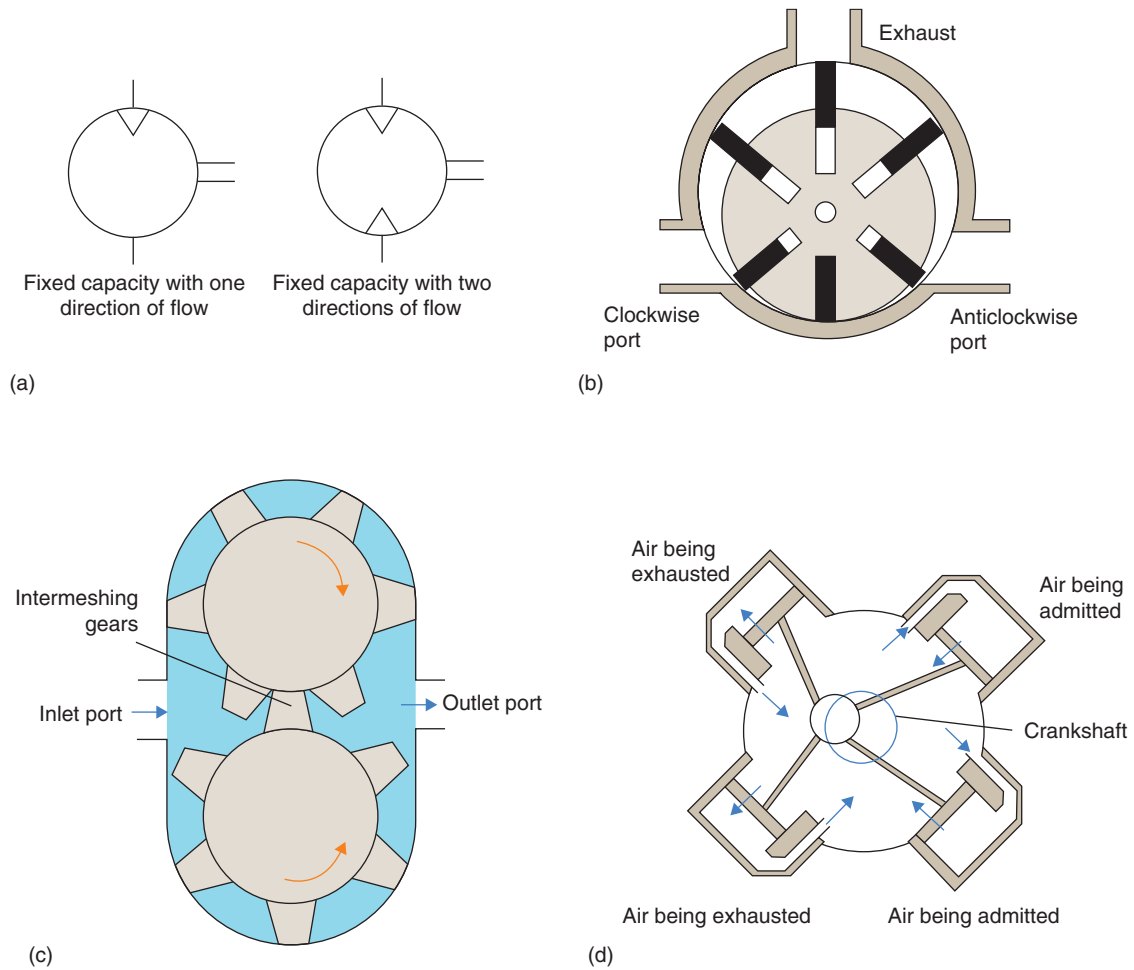 Fixed capacity with one
direction of flow
Fixed capacity with two
directions of flow
(a)
Exhaust
Clockwise
port
Anticlockwise
port
(b)
Intermeshing
gears
Inlet port
Outlet port
(c)
Air being
exhausted
Air being
admitted
Crankshaft
Air being exhausted
Air being admitted
(d)